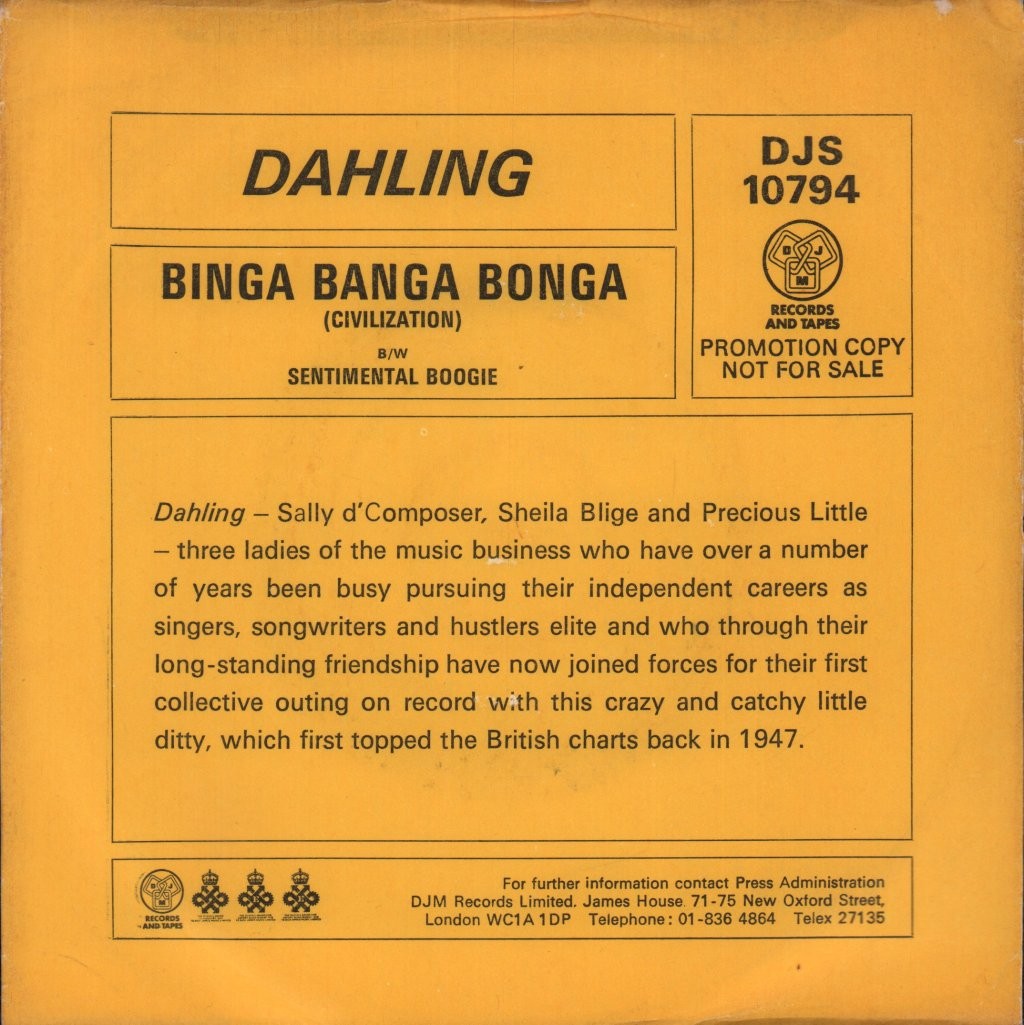 DAHLING
BINGA BANGA BONGA
(CIVILIZATION)
B/W
SENTIMENTAL BOOGIE
DJS
10794
D J
M
RECORDS
AND TAPES
PROMOTION COPY
NOT FOR SALE
Dahling – Sally d'Composer, Sheila Blige and Precious Little
– three ladies of the music business who have over a number
of years been busy pursuing their independent careers as
singers, songwriters and hustlers elite and who through their
long-standing friendship have now joined forces for their first
collective outing on record with this crazy and catchy little
ditty, which first topped the British charts back in 1947.
D J
M
RECORDS
AND TAPES
For further information contact Press Administration
DJM Records Limited. James House. 71-75 New Oxford Street,
London WC1A 1DP Telephone: 01-836 4864 Telex 27135